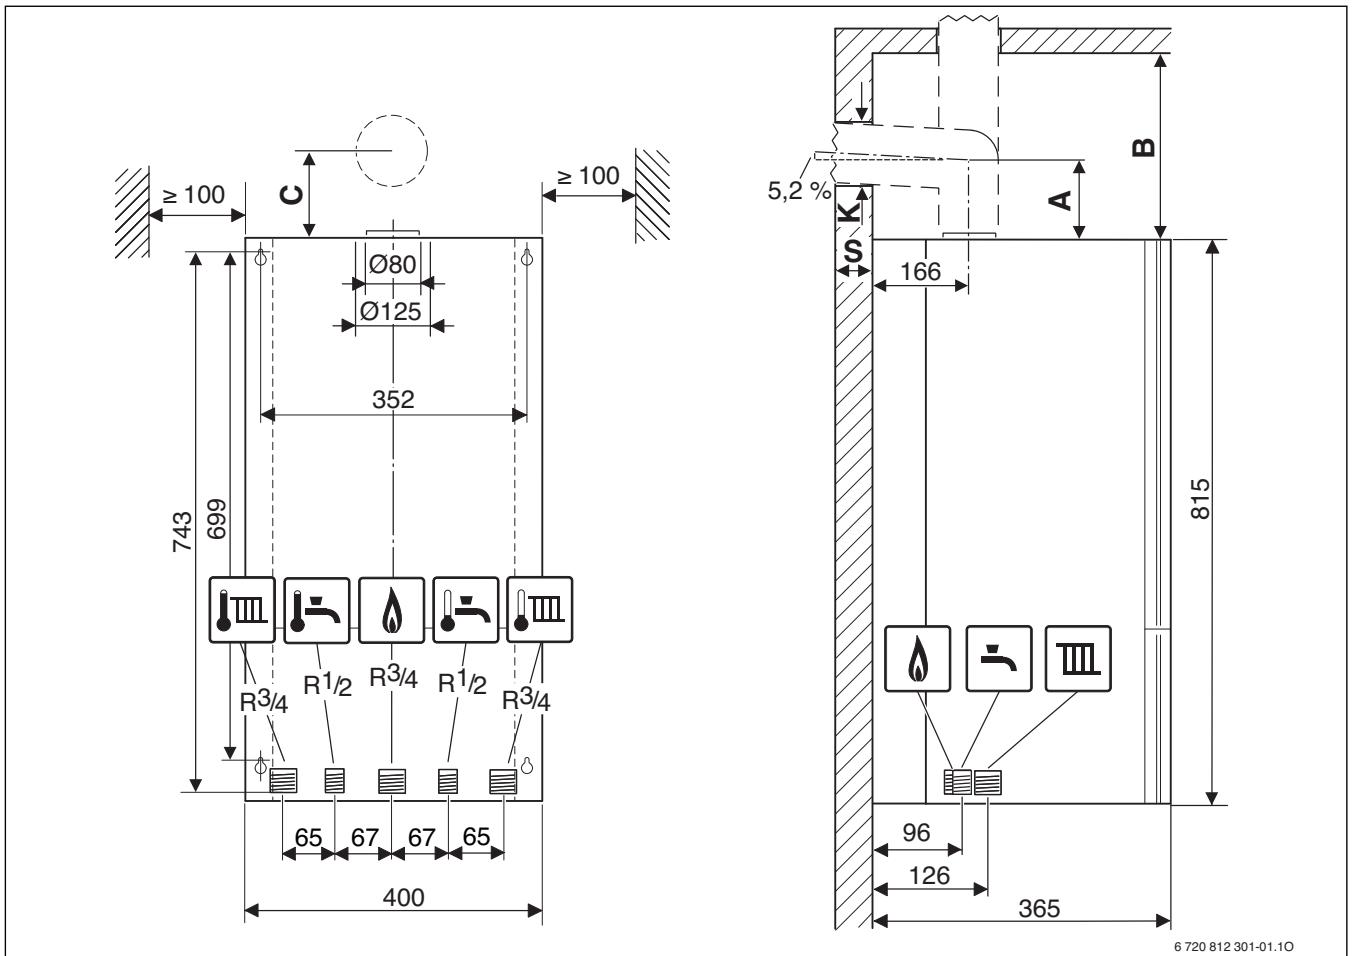 ≥ 100
C
≥ 100
Ø80
Ø125
352
743
699
R3/4
R1/2
R3/4
R1/2
R3/4
65
67
67
65
400
5,2 %
K
S
A
B
166
815
96
126
365
6 720 812 301-01.1O